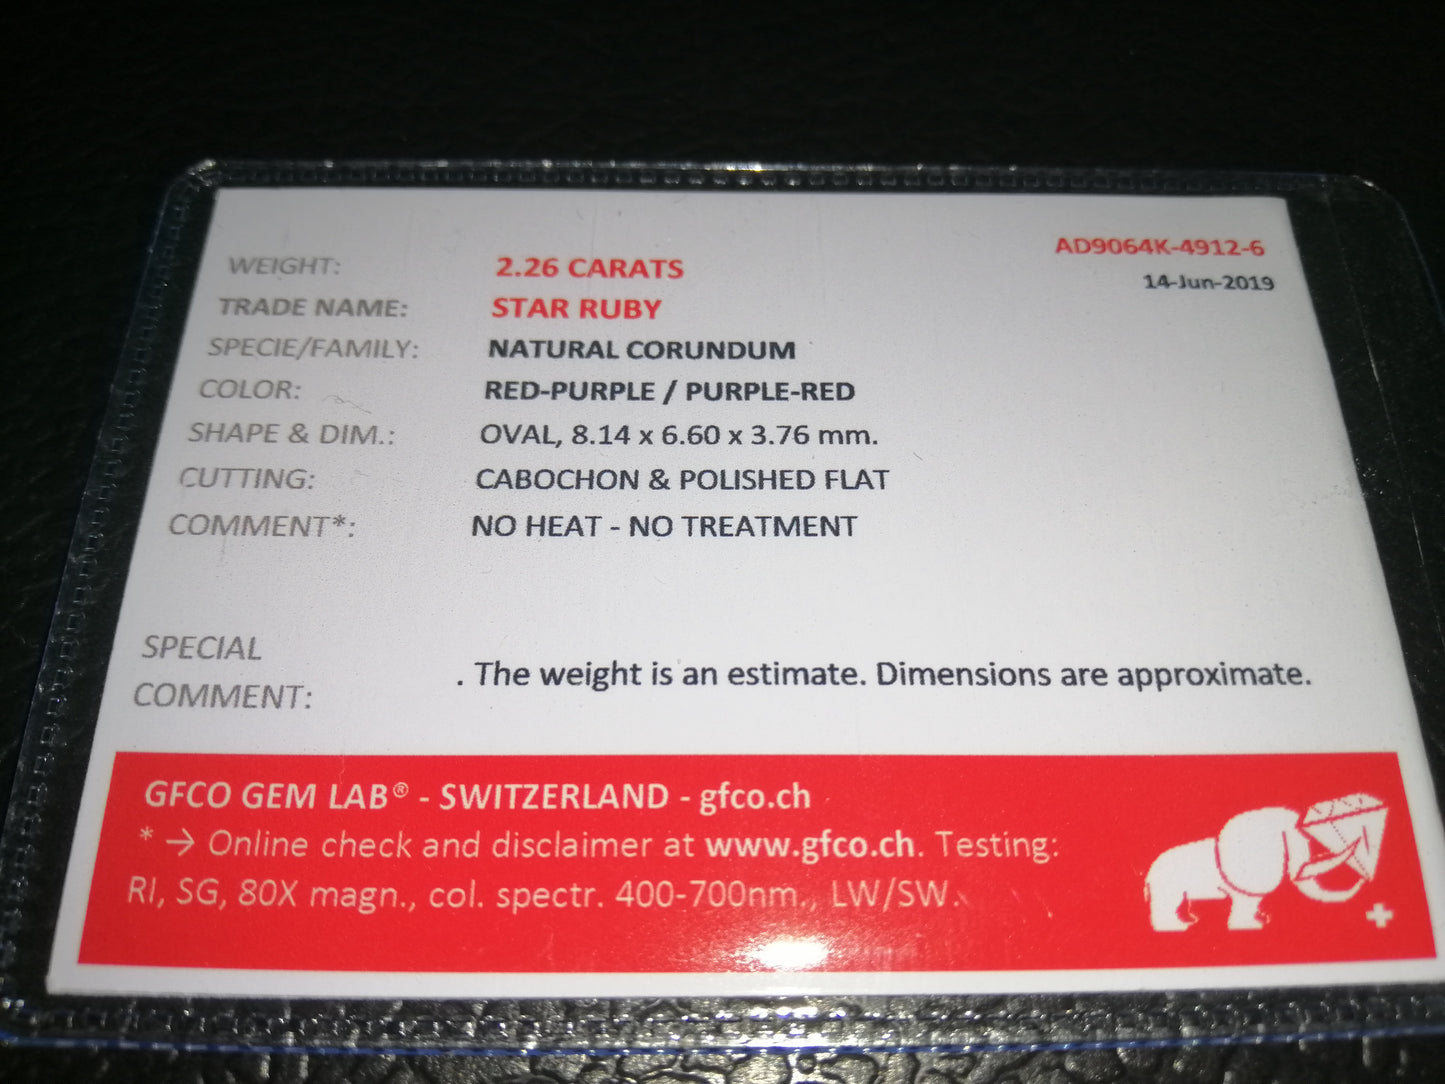 AD9064K-4912-6
14-Jun-2019
WEIGHT: 2.26 CARATS
TRADE NAME: STAR RUBY
SPECIE/FAMILY: NATURAL CORUNDUM
COLOR: RED-PURPLE / PURPLE-RED
SHAPE & DIM.: OVAL, 8.14 x 6.60 x 3.76 mm.
CUTTING: CABOCHON & POLISHED FLAT
COMMENT*: NO HEAT - NO TREATMENT
SPECIAL
COMMENT: . The weight is an estimate. Dimensions are approximate.
GFCO GEM LAB® - SWITZERLAND - gfco.ch
* → Online check and disclaimer at www.gfco.ch. Testing:
RI, SG, 80X magn., col. spectr. 400-700nm., LW/SW.